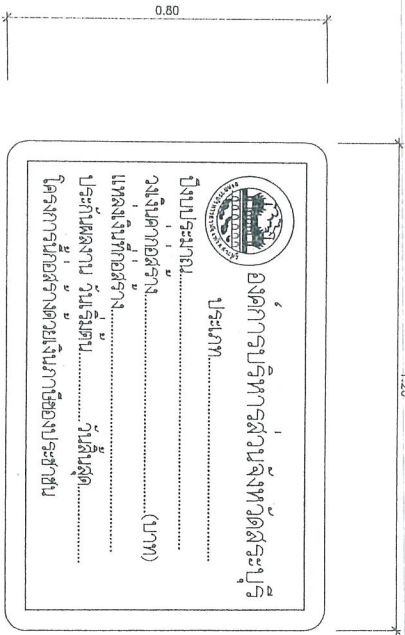 0.80
องค์การบริหารส่วนจังหวัดสระบุรี
ประเภท..............................
ปีงบประมาณ..............................
วงเงินค่าก่อสร้าง..............................(บาท)
แหล่งเงินที่ก่อสร้าง..............................
ประกันผลงาน วันเริ่มต้น.............วันสิ้นสุด.............
โครงการนี้ก่อสร้างด้วยเงินภาษีของประชาชน